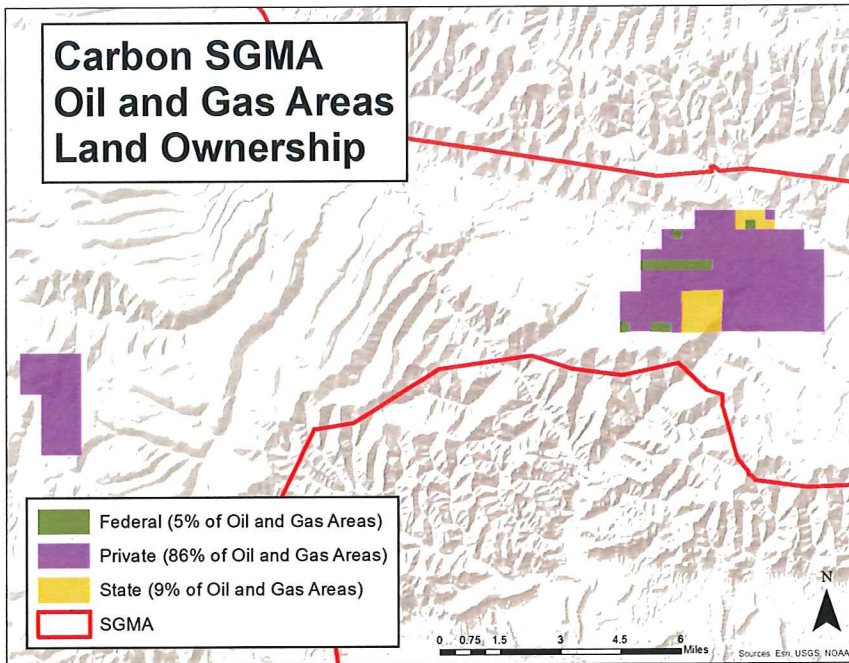 Carbon SGMA
Oil and Gas Areas
Land Ownership
Federal (5% of Oil and Gas Areas)
Private (86% of Oil and Gas Areas)
State (9% of Oil and Gas Areas)
SGMA
0 0.75 1.5 3 4.5 6
Miles
N
Sources: Esri, USGS, NOAA